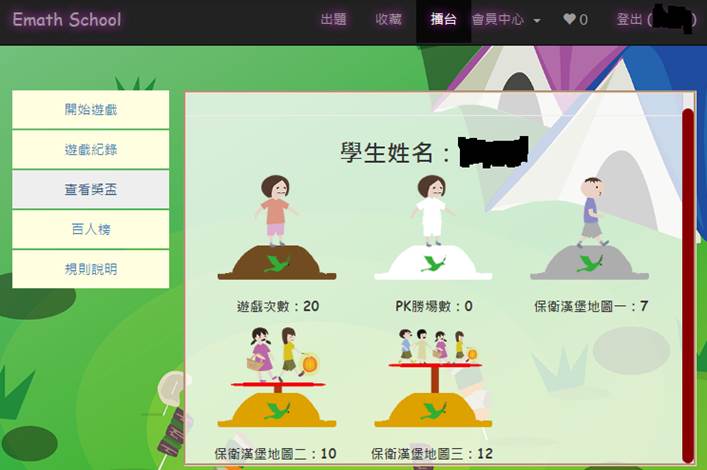 Emath School 出題 收藏 擂台 會員中心 0 登出 ( )
開始遊戲
遊戲紀錄
查看獎盃
百人榜
規則說明
學生姓名：
遊戲次數：20 PK勝場數：0 保衛漢堡地圖一：7
保衛漢堡地圖二：10 保衛漢堡地圖三：12